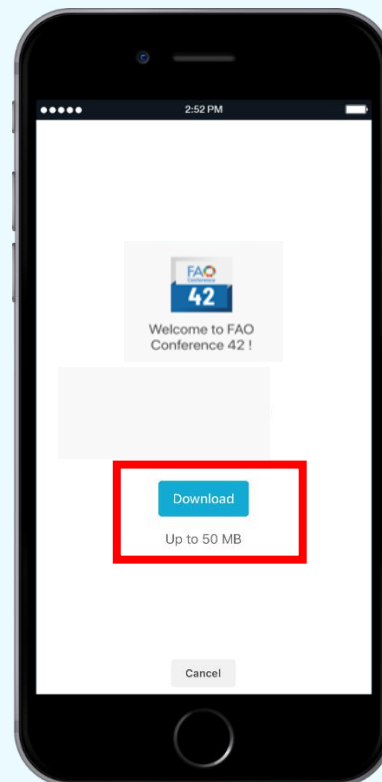 2:52 PM
FAO
Conference
42
Welcome to FAO
Conference 42 !
Download
Up to 50 MB
Cancel